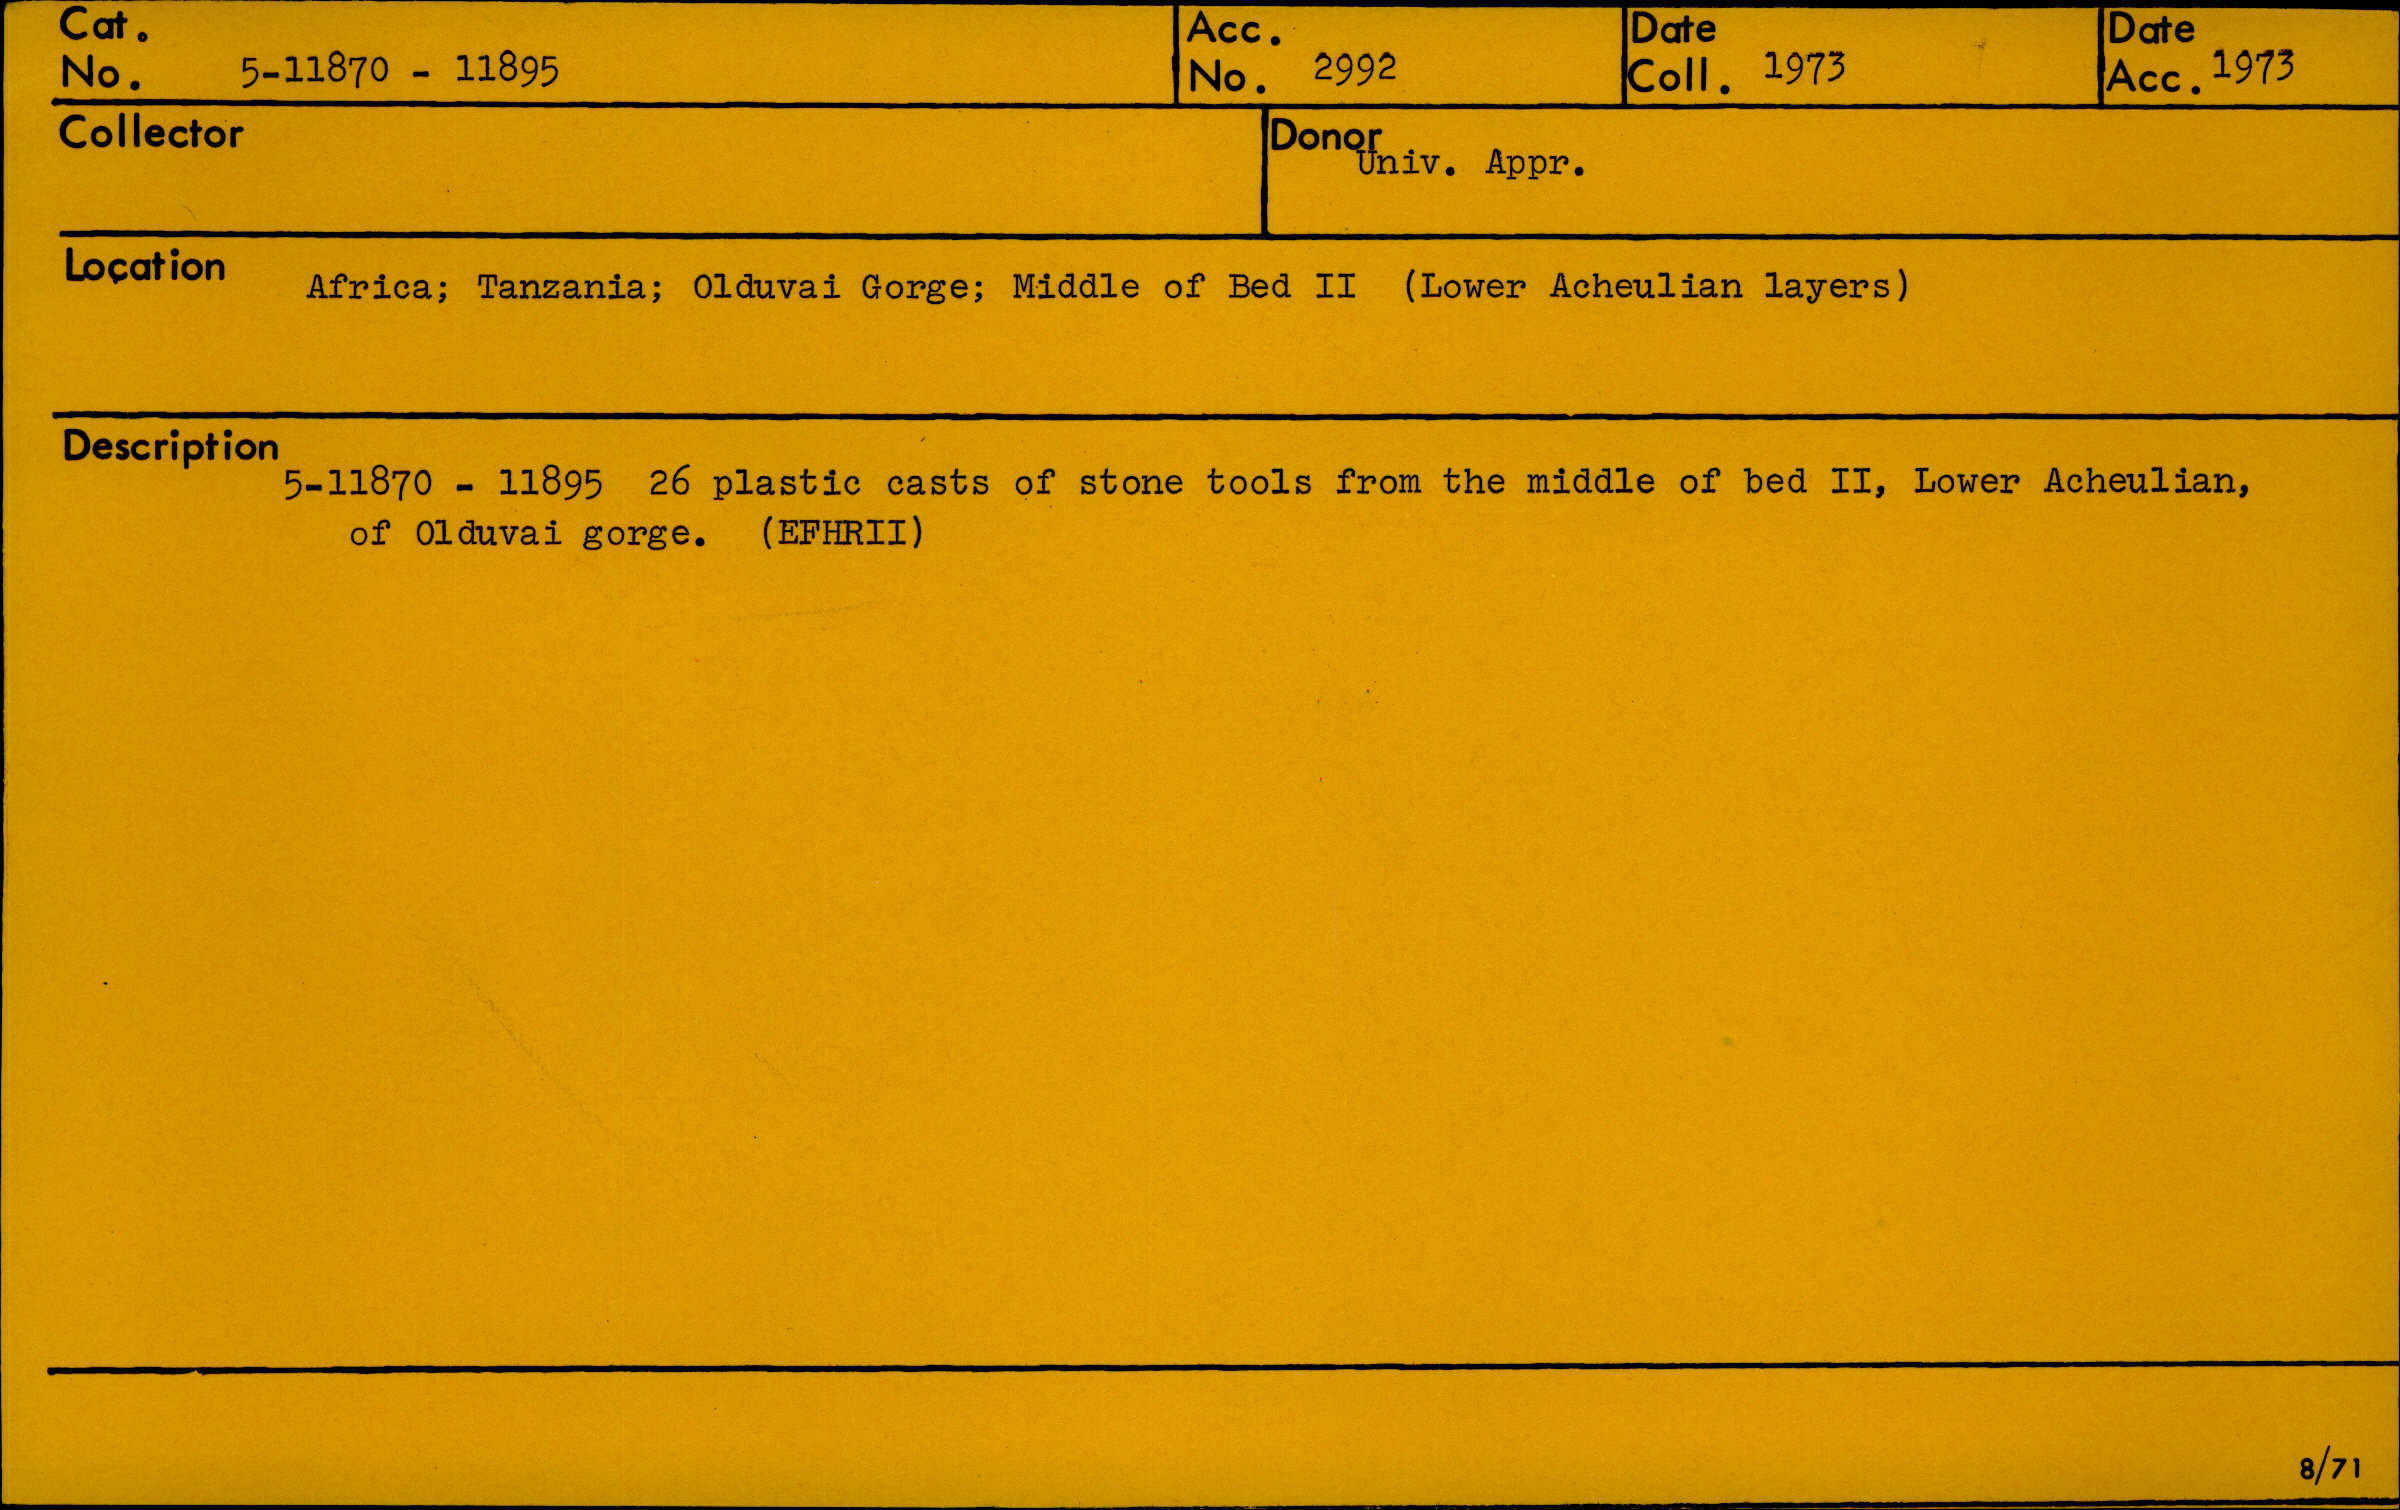 Cat.
No. 5-11870 - 11895
Acc.
No. 2992
Date
Coll. 1973
Date
Acc. 1973
Collector
Donor
Univ. Appr.
Location
Africa; Tanzania; Olduvai Gorge; Middle of Bed II (Lower Acheulian layers)
Description
5-11870 - 11895 26 plastic casts of stone tools from the middle of bed II, Lower Acheulian,
of Olduvai gorge. (EFHRII)
8/71